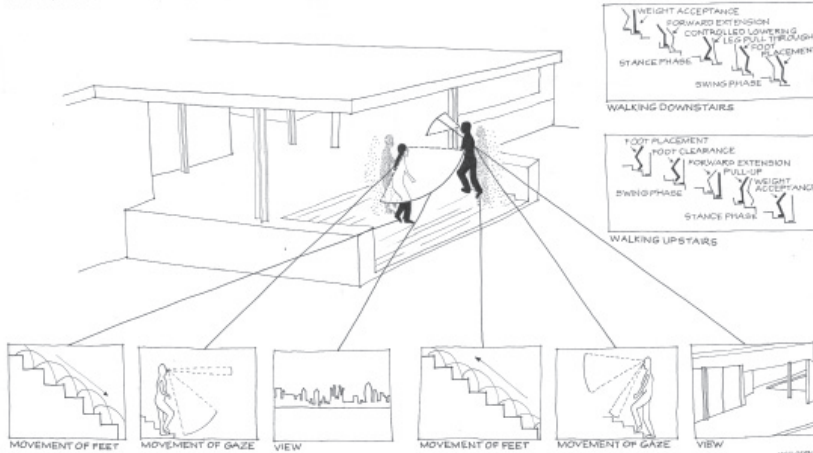 WEIGHT ACCEPTANCE
FORWARD EXTENSION
CONTROLLED LOWERING
LEG PULL THROUGH
FOOT
PLACEMENT
STANCE PHASE
SWING PHASE
WALKING DOWNSTAIRS
FOOT PLACEMENT
FOOT CLEARANCE
FORWARD EXTENSION
PULL-UP
WEIGHT
ACCEPTANCE
SWING PHASE
STANCE PHASE
WALKING UPSTAIRS
MOVEMENT OF FEET
MOVEMENT OF GAZE
VIEW
MOVEMENT OF FEET
MOVEMENT OF GAZE
VIEW